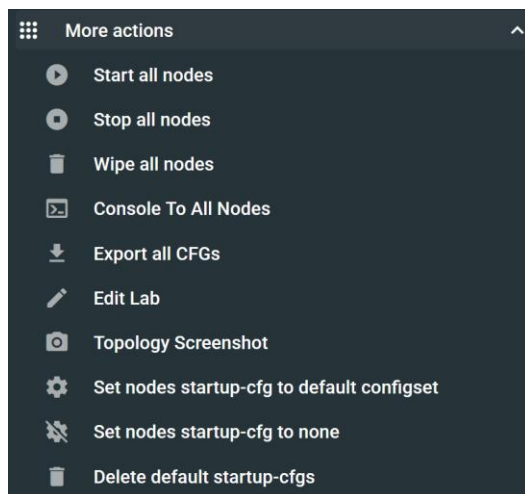 More actions
Start all nodes
Stop all nodes
Wipe all nodes
Console To All Nodes
Export all CFGs
Edit Lab
Topology Screenshot
Set nodes startup-cfg to default configset
Set nodes startup-cfg to none
Delete default startup-cfgs